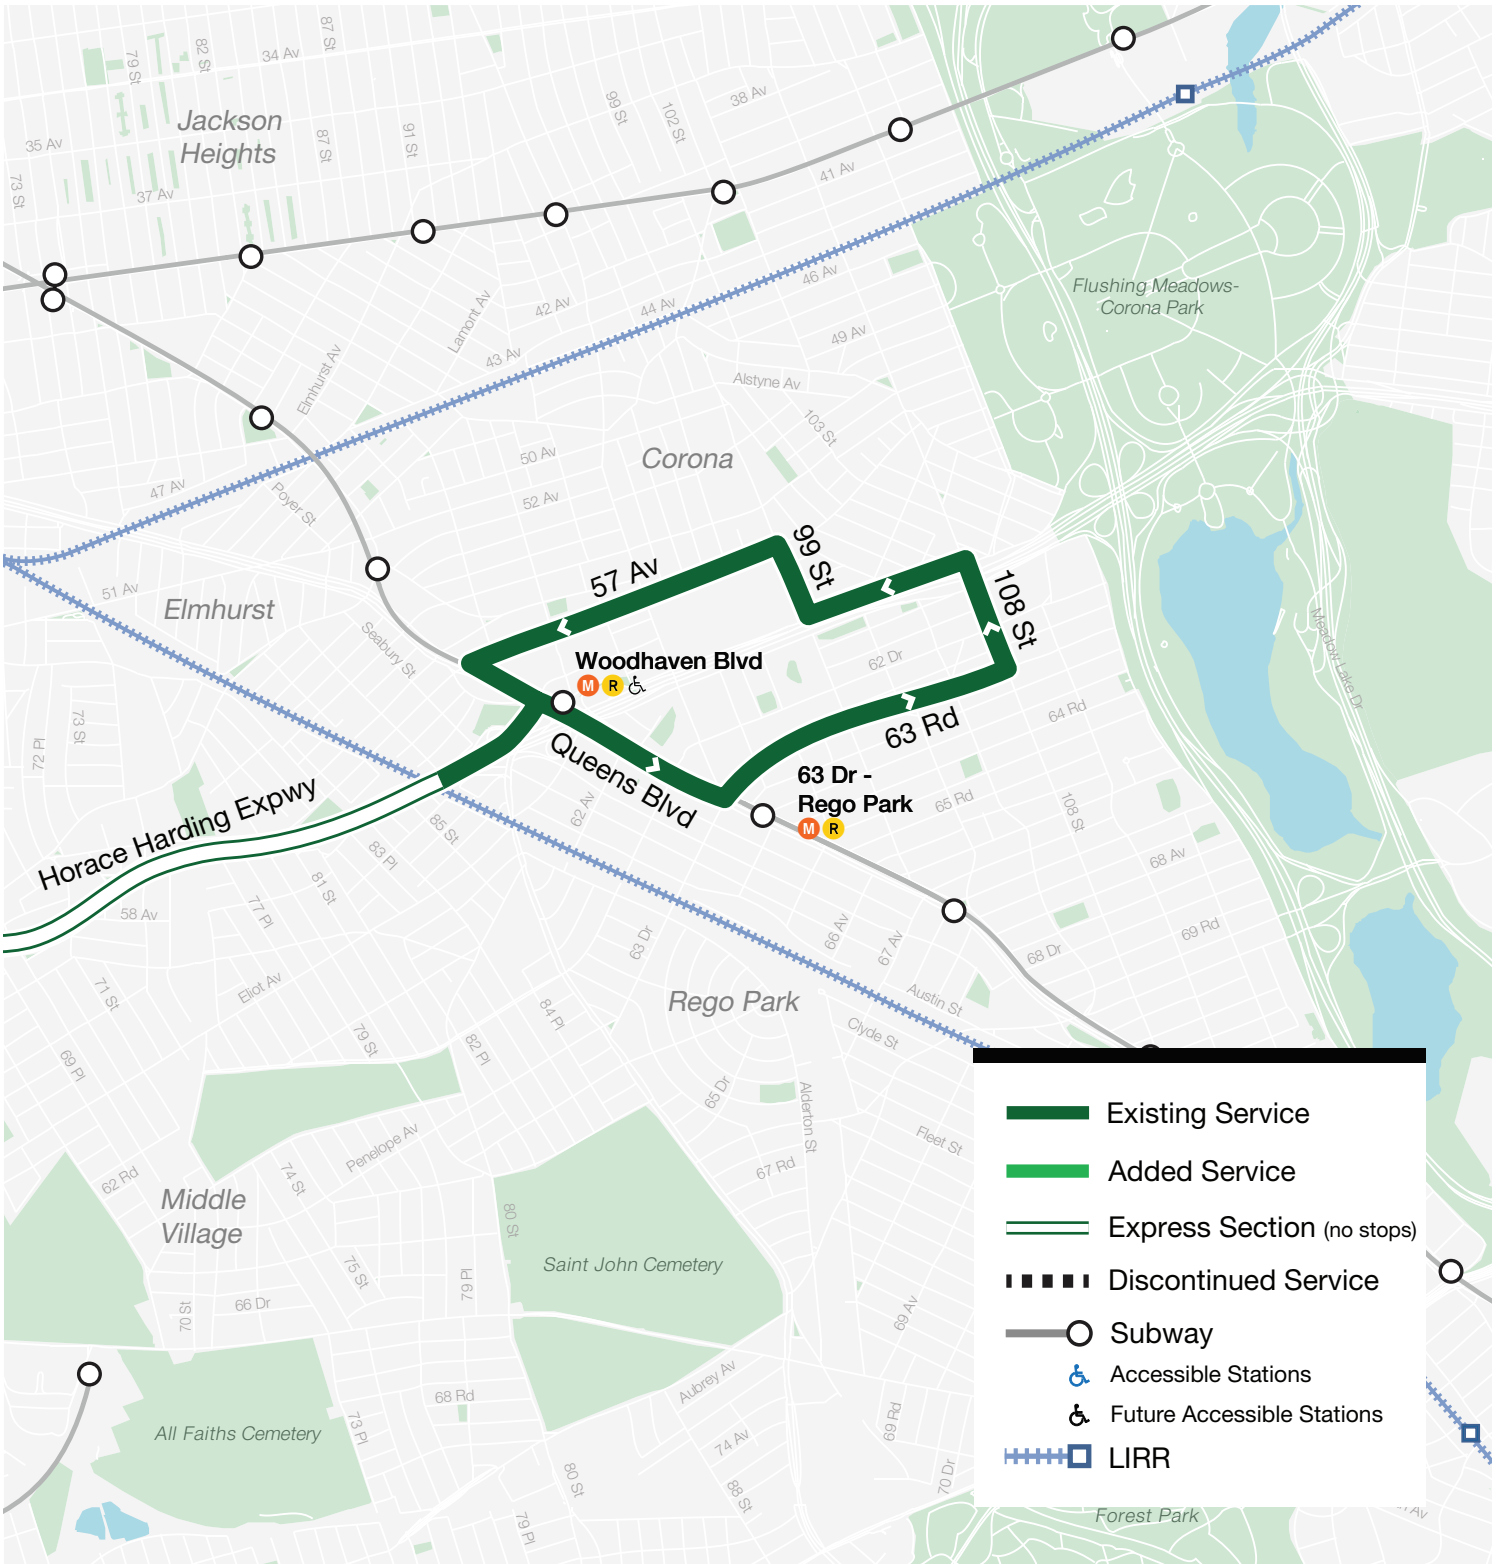 87 St
82 St
79 St
34 Av
Jackson
Heights
99 St
102 St
38 Av
35 Av
87 St
91 St
73 St
37 Av
41 Av
46 Av
Flushing Meadows-
Corona Park
Lamont Av
42 Av
44 Av
49 Av
43 Av
Elmhurst Av
Alstyne Av
103 St
50 Av
Corona
47 Av
Poyer St
52 Av
99 St
57 Av
51 Av
Elmhurst
108 St
Seabury St
Meadow Lake Dr
Woodhaven Blvd
M R
62 Dr
64 Rd
73 St
72 Pl
63 Rd
Queens Blvd
63 Dr -
Rego Park
M R
65 Rd
108 St
62 Av
Horace Harding Expwy
85 St
83 Pl
81 St
77 Pl
58 Av
68 Av
69 Rd
63 Dr
66 Av
67 Av
68 Dr
71 St
Eliot Av
Rego Park
Austin St
Clyde St
84 Pl
79 St
82 Pl
69 Pl
65 Dr
Alderton St
Fleet St
Penelope Av
67 Rd
62 Rd
74 St
Middle
Village
80 St
Saint John Cemetery
75 St
79 Pl
66 Dr
70 St
69 Av
Aubrey Av
68 Rd
73 Pl
All Faiths Cemetery
69 Rd
74 Av
80 St
88 St
70 Dr
79 Pl
Forest Park
Av
Existing Service
Added Service
Express Section (no stops)
Discontinued Service
Subway
Accessible Stations
Future Accessible Stations
LIRR